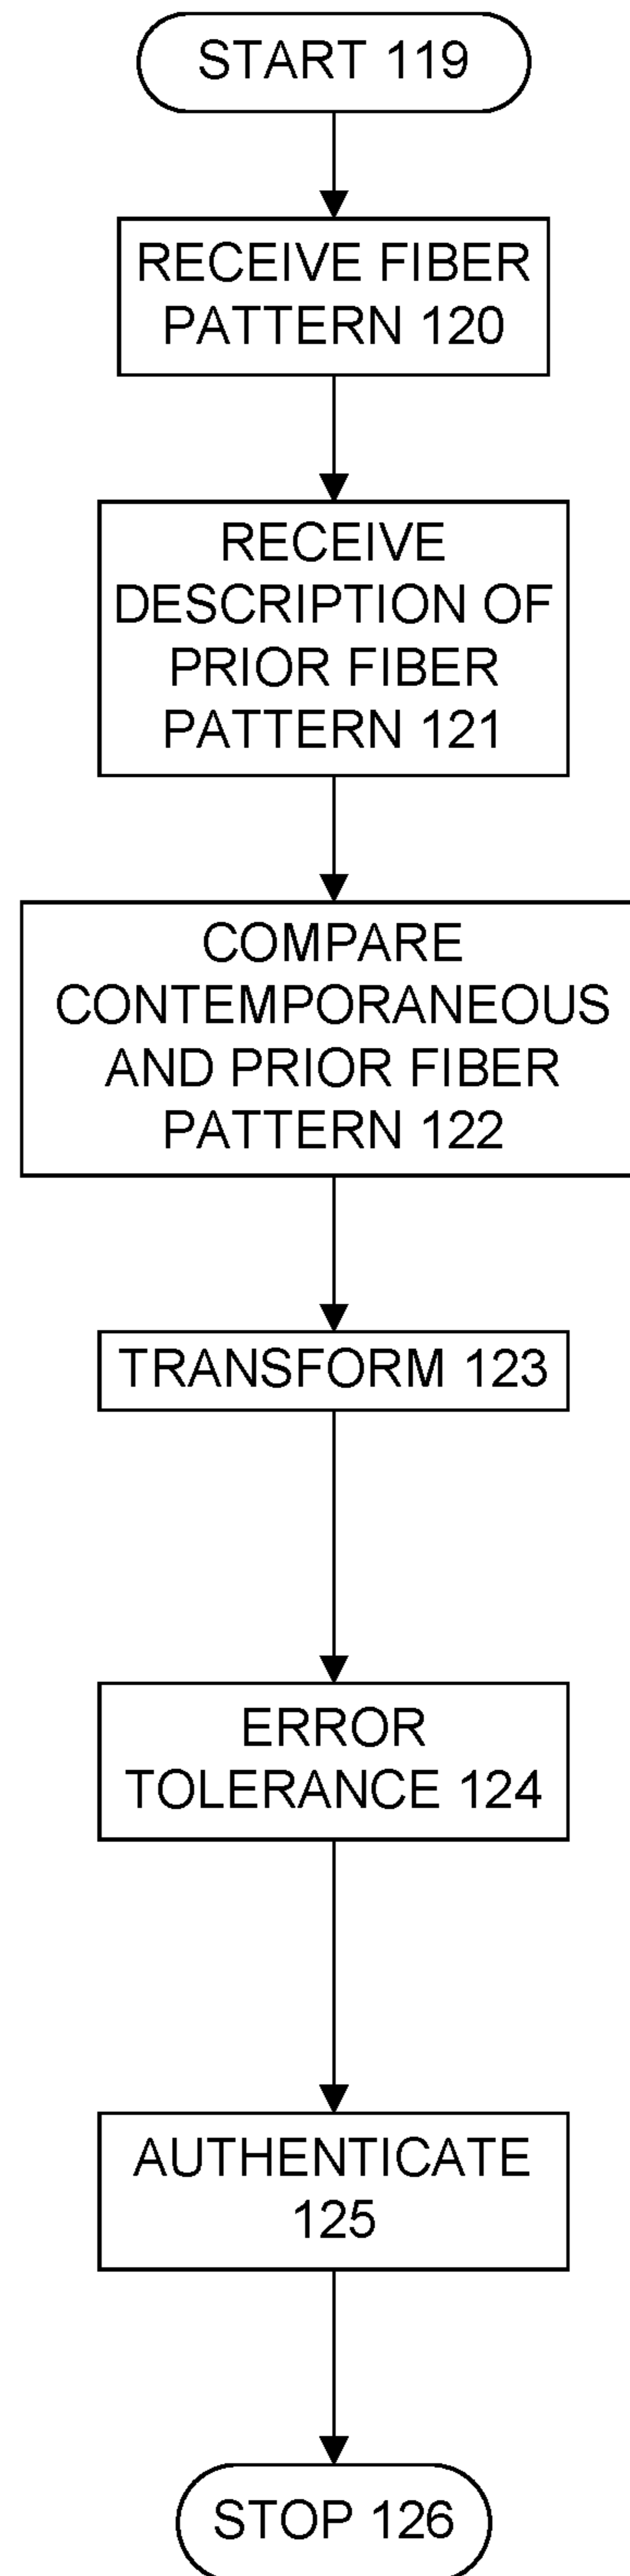 START 119
RECEIVE FIBER
PATTERN 120
RECEIVE
DESCRIPTION OF
PRIOR FIBER
PATTERN 121
COMPARE
CONTEMPORANEOUS
AND PRIOR FIBER
PATTERN 122
TRANSFORM 123
ERROR
TOLERANCE 124
AUTHENTICATE
125
STOP 126